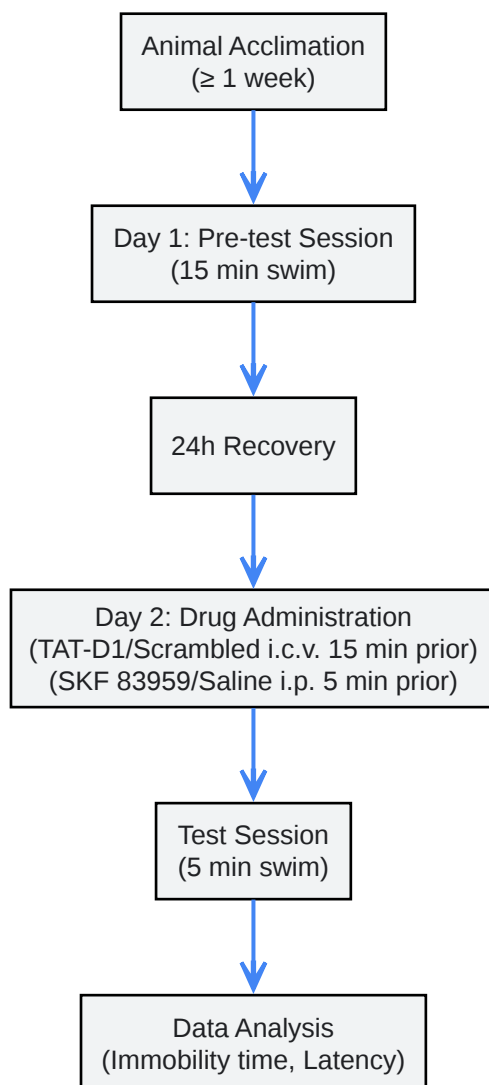 Animal Acclimation
(≥ 1 week)
Day 1: Pre-test Session
(15 min swim)
24h Recovery
Day 2: Drug Administration
(TAT-D1/Scrambled i.c.v. 15 min prior)
(SKF 83959/Saline i.p. 5 min prior)
Test Session
(5 min swim)
Data Analysis
(Immobility time, Latency)